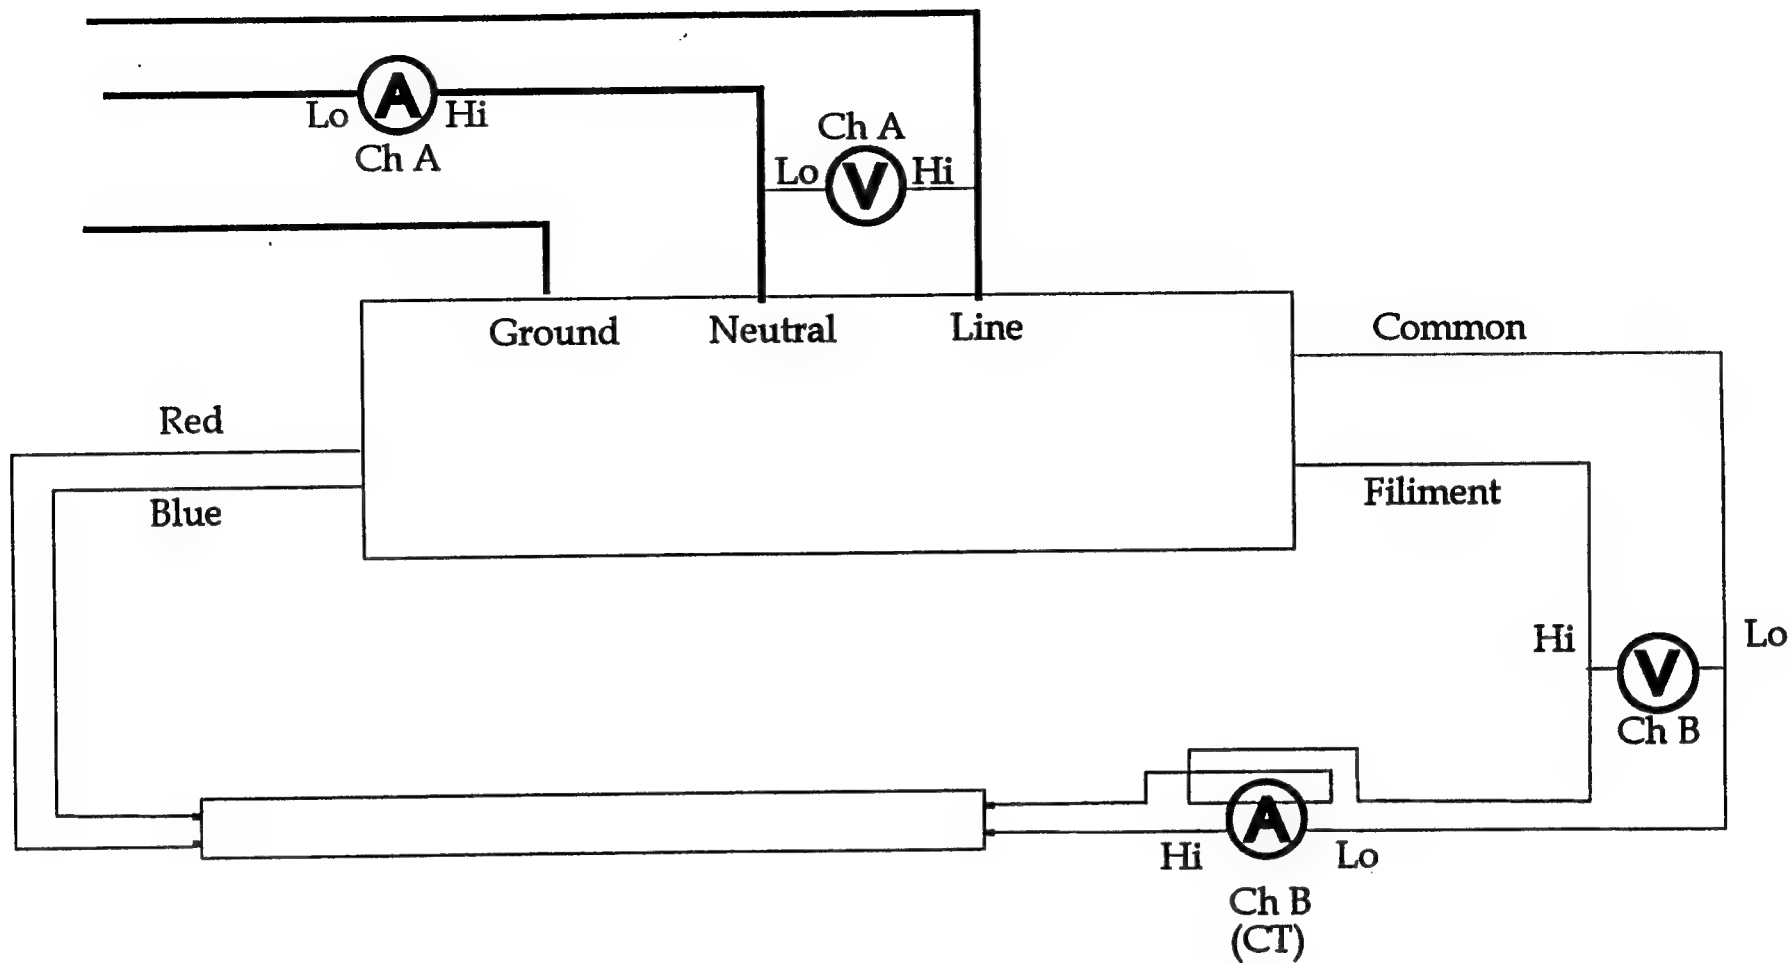 Lo
A
Hi
Ch A
Ch A
Lo
V
Hi
Ground
Neutral
Line
Common
Red
Blue
Filiment
Hi
V
Lo
Ch B
A
Hi
Lo
Ch B
(CT)